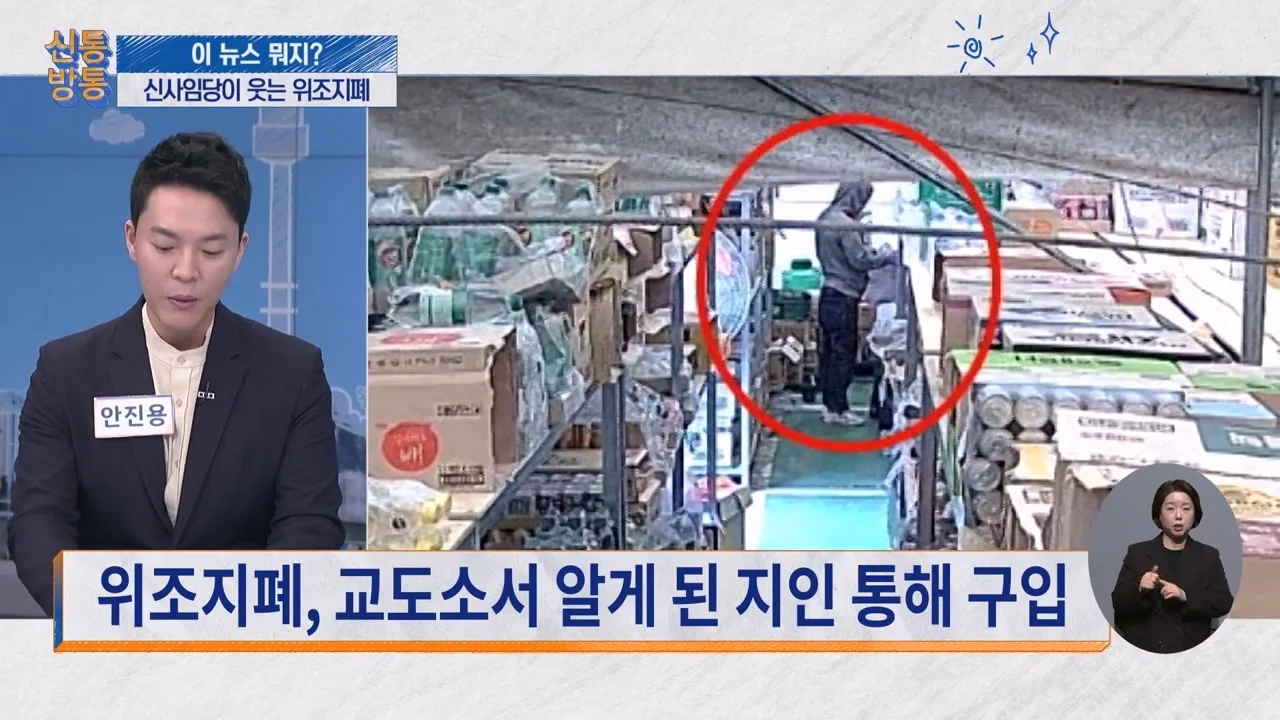 신통
방통
이 뉴스 뭐지?
신사임당이 웃는 위조지폐
안진용
배
위조지폐, 교도소서 알게 된 지인 통해 구입